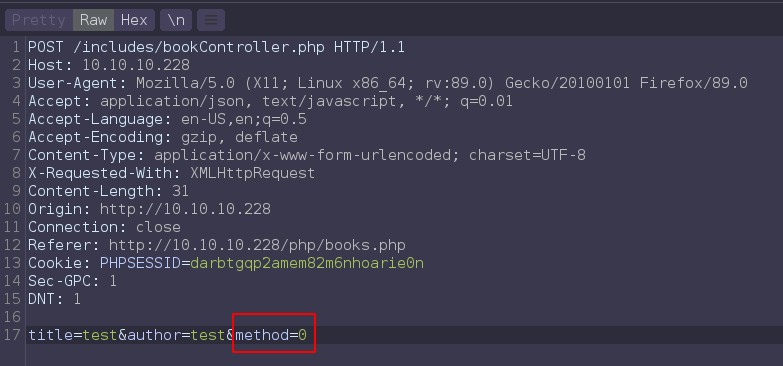 Pretty Raw Hex \n
1 POST /includes/bookController.php HTTP/1.1
2 Host: 10.10.10.228
3 User-Agent: Mozilla/5.0 (X11; Linux x86_64; rv:89.0) Gecko/20100101 Firefox/89.0
4 Accept: application/json, text/javascript, */*; q=0.01
5 Accept-Language: en-US,en;q=0.5
6 Accept-Encoding: gzip, deflate
7 Content-Type: application/x-www-form-urlencoded; charset=UTF-8
8 X-Requested-With: XMLHttpRequest
9 Content-Length: 31
10 Origin: http://10.10.10.228
11 Connection: close
12 Referer: http://10.10.10.228/php/books.php
13 Cookie: PHPSESSID=darbtgqp2amem82m6nhoarie0n
14 Sec-GPC: 1
15 DNT: 1
16
17 title=test&author=test&method=0